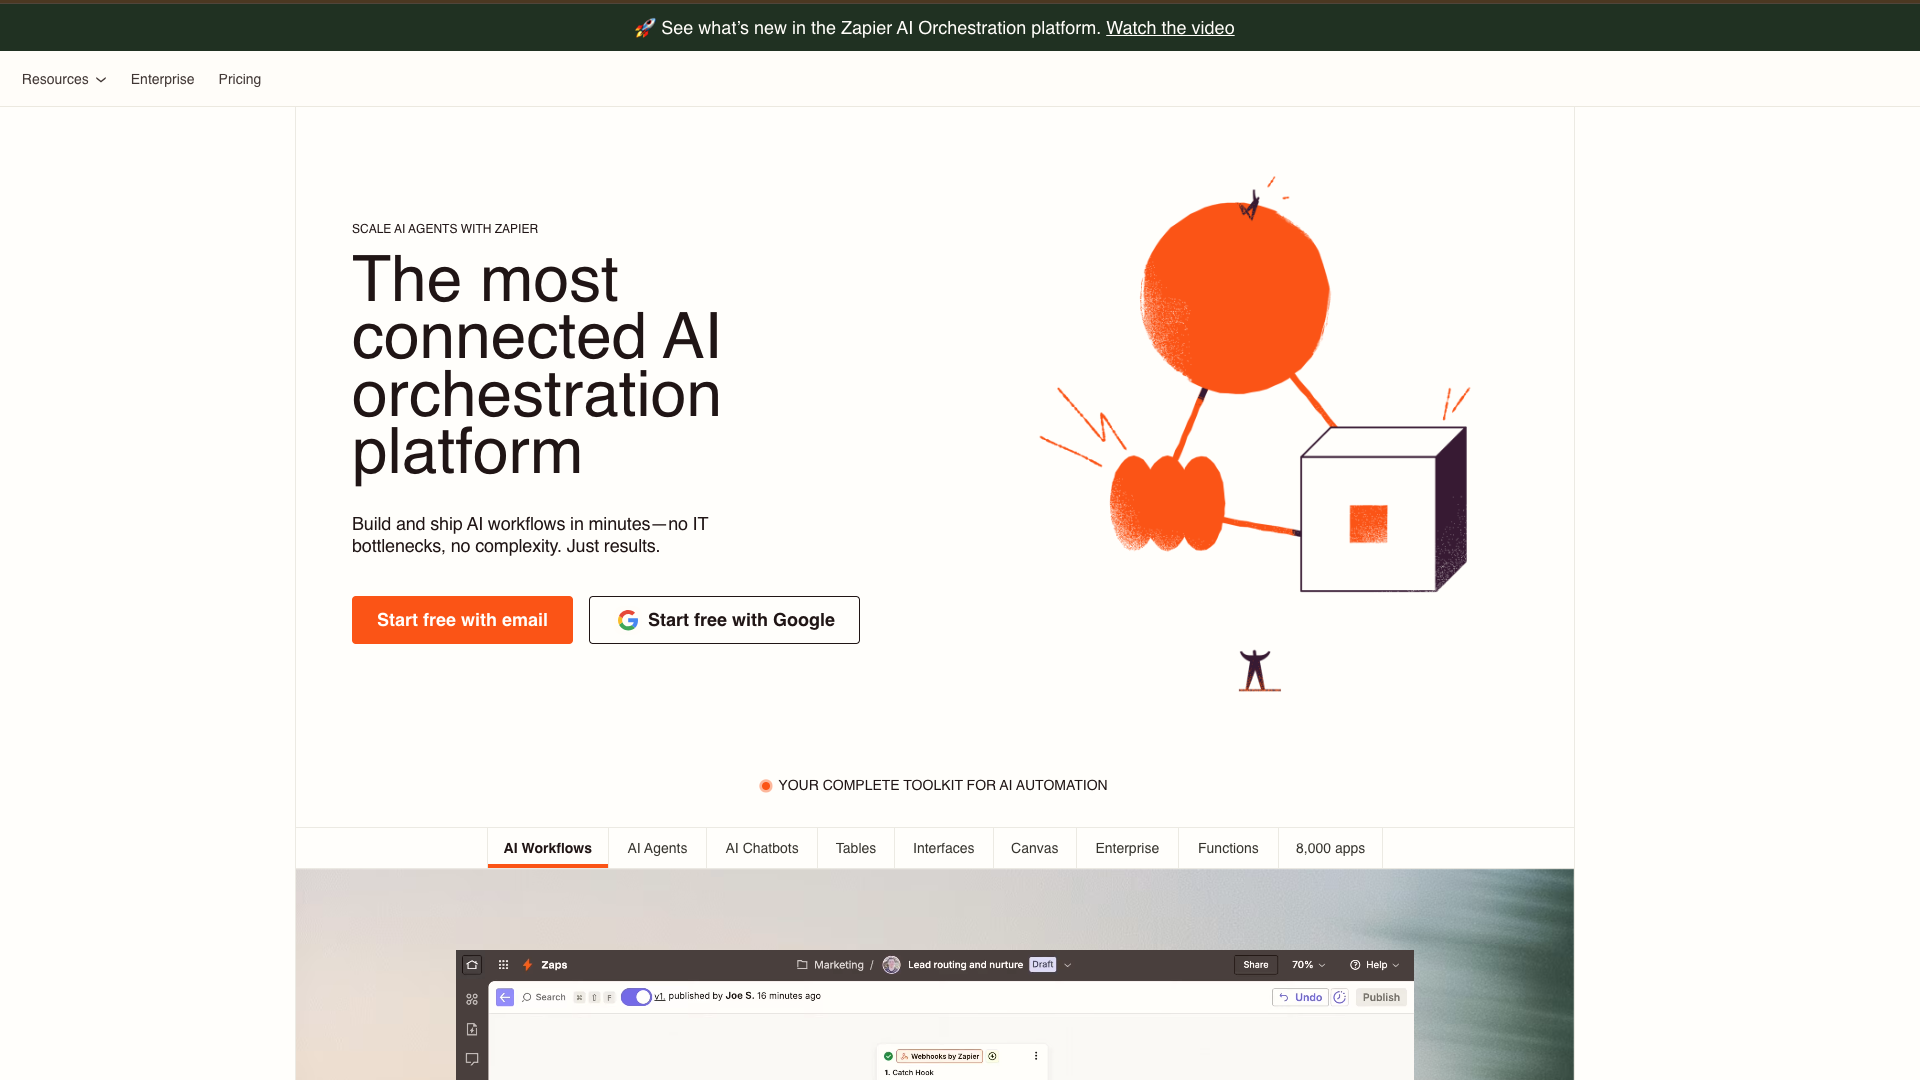 🚀 See what’s new in the Zapier AI Orchestration platform. Watch the video
Resources Enterprise Pricing
SCALE AI AGENTS WITH ZAPIER
The most
connected AI
orchestration
platform
Build and ship AI workflows in minutes—no IT
bottlenecks, no complexity. Just results.
Start free with email Start free with Google
YOUR COMPLETE TOOLKIT FOR AI AUTOMATION
AI Workflows AI Agents AI Chatbots Tables Interfaces Canvas Enterprise Functions 8,000 apps
Zaps Marketing / Lead routing and nurture Draft Share 70% Help
Search ⌘ ⇧ F v1. published by Joe S. 16 minutes ago Undo Publish
Webhooks by Zapier
1. Catch Hook